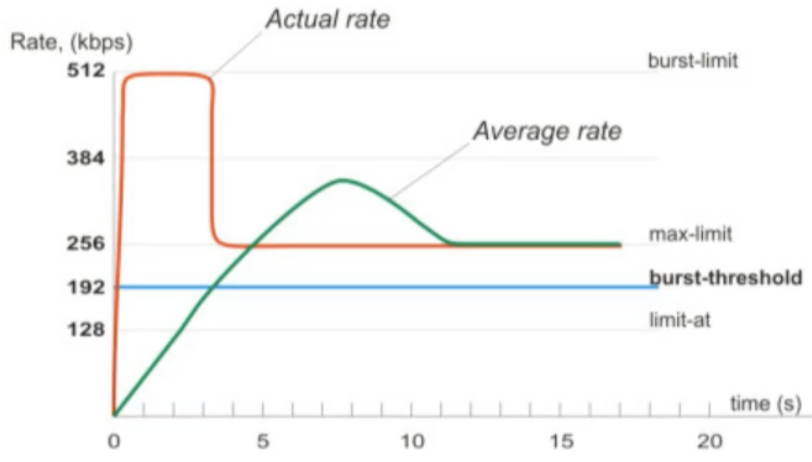 Actual rate
Rate, (kbps)
512
burst-limit
Average rate
384
256
max-limit
192
burst-threshold
128
limit-at
time (s)
0 5 10 15 20